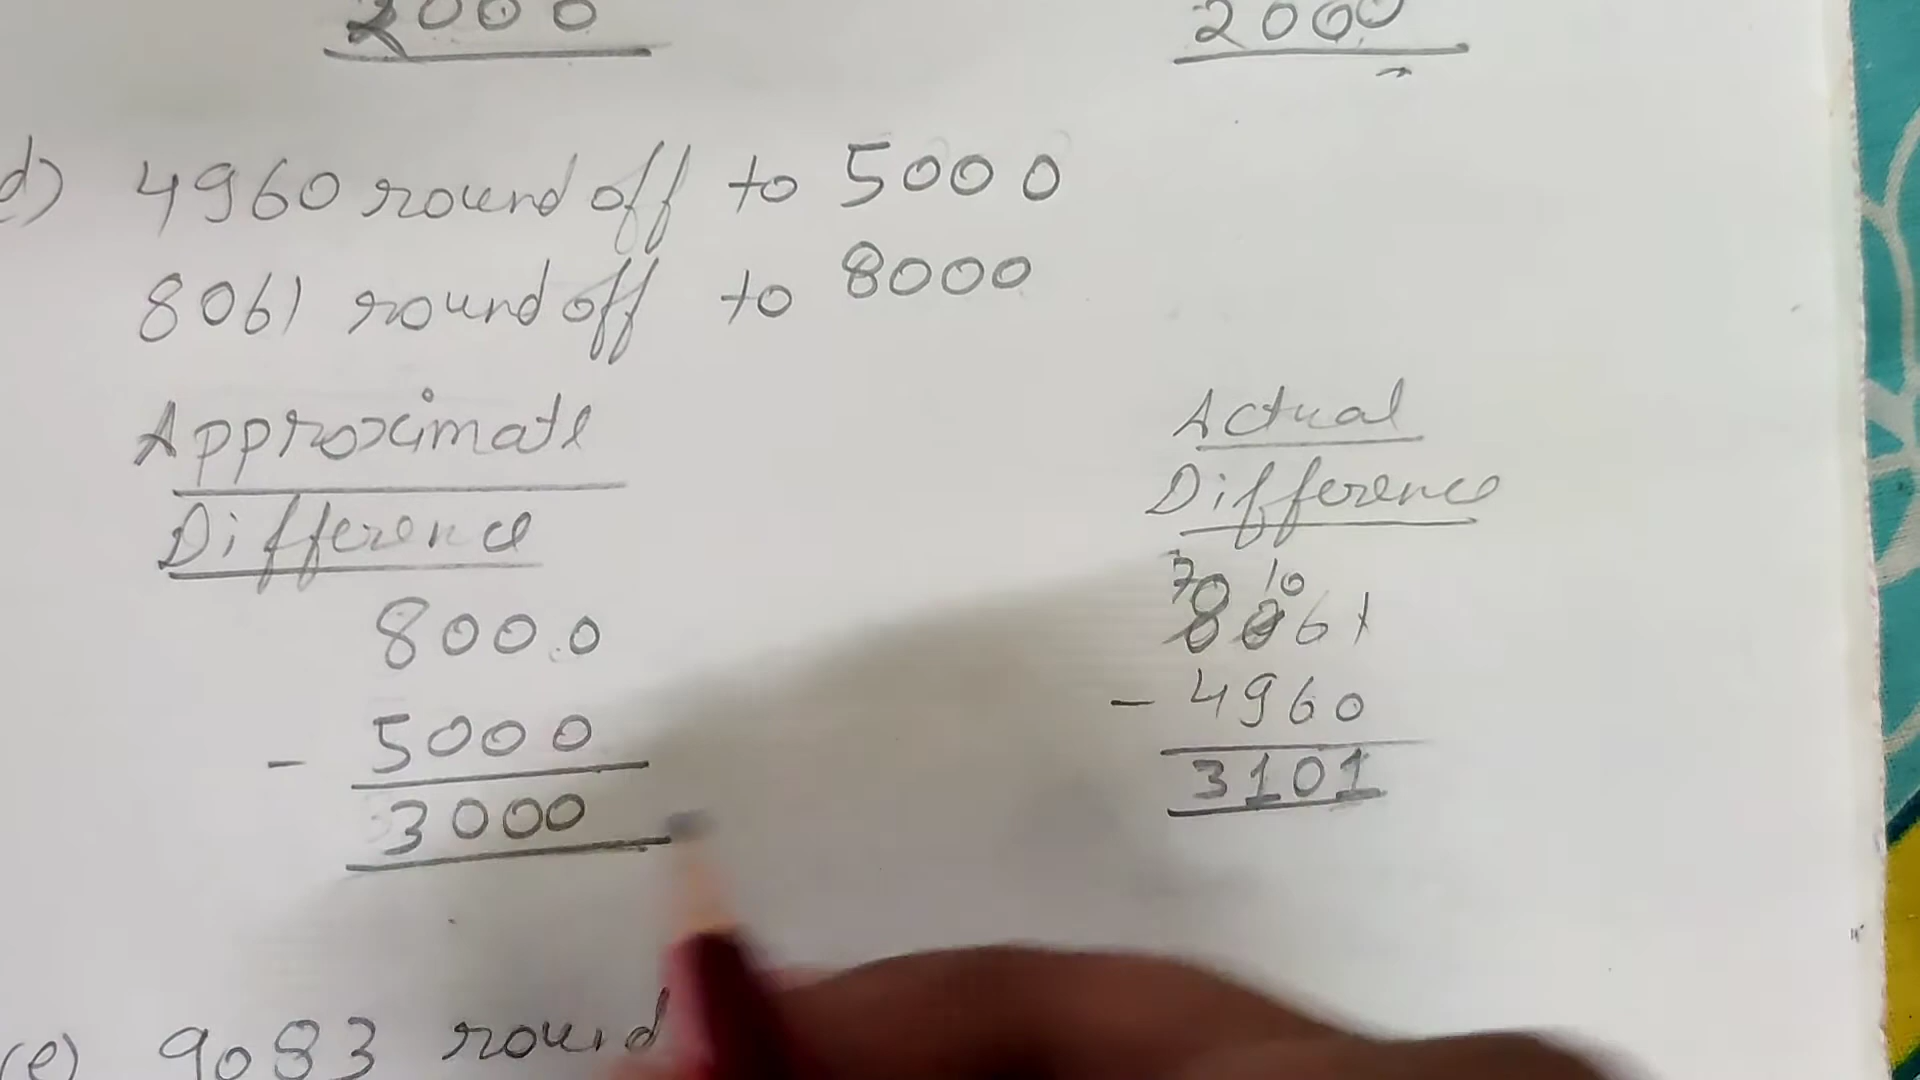 2000
2000
d) 4960 round off to 5000
8061 round off to 8000
Approximate
Difference
8000
- 5000
3000
Actual
Difference
7 10
8061
- 4960
3101
(e) 9083 round